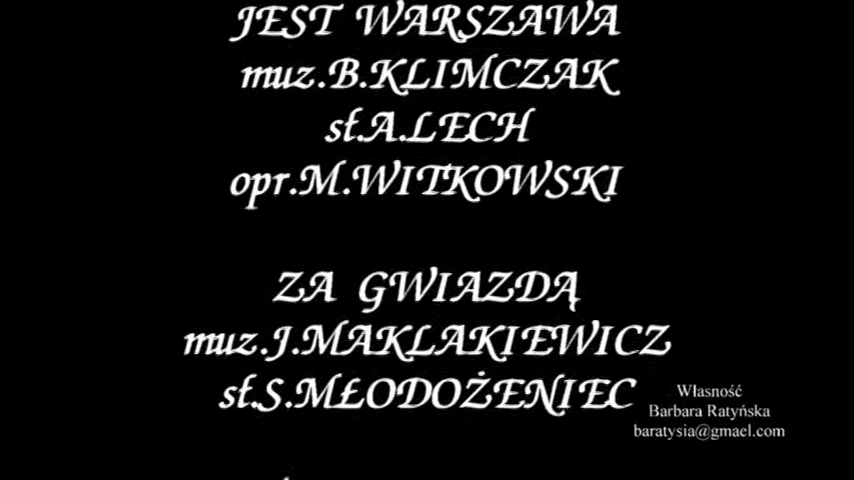 JEST WARSZAWA
muz.B.KLIMCZAK
sł.A.LECH
opr.M.WITKOWSKI
ZA GWIAZDĄ
muz.J.MAKLAKIEWICZ
sł.S.MŁODOŻENIEC
Własność
Barbara Ratyńska
baratysia@gmael.com